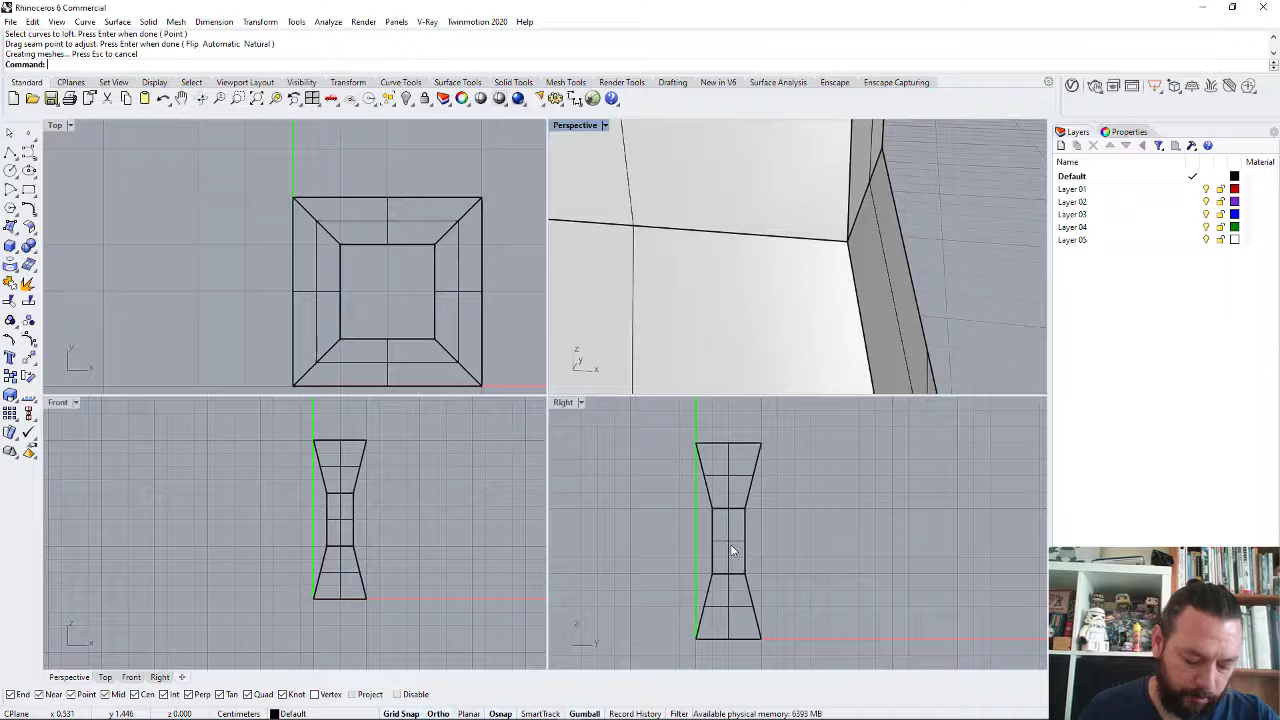 Rhinoceros 6 Commercial
File Edit View Curve Surface Solid Mesh Dimension Transform Tools Analyze Render Panels V-Ray Twinmotion 2020 Help
Select curves to loft. Press Enter when done ( Point )
Drag seam point to adjust. Press Enter when done ( Flip Automatic Natural )
Creating meshes... Press Esc to cancel
Command:
Standard CPlanes Set View Display Select Viewport Layout Visibility Transform Curve Tools Surface Tools Solid Tools Mesh Tools Render Tools Drafting New in V6 Surface Analysis Enscape Enscape Capturing
Top
Perspective
Layers Properties
Name Material
Default
Layer 01
Layer 02
Layer 03
Layer 04
Layer 05
y
x
z
y
x
Front
Right
z
x
z
y
Perspective Top Front Right
End Near Point Mid Cen Int Perp Tan Quad Knot Vertex Project Disable
CPlane x 0.531 y 1.446 z 0.000 Centimeters Default Grid Snap Ortho Planar Osnap SmartTrack Gumball Record History Filter Available physical memory: 6393 MB